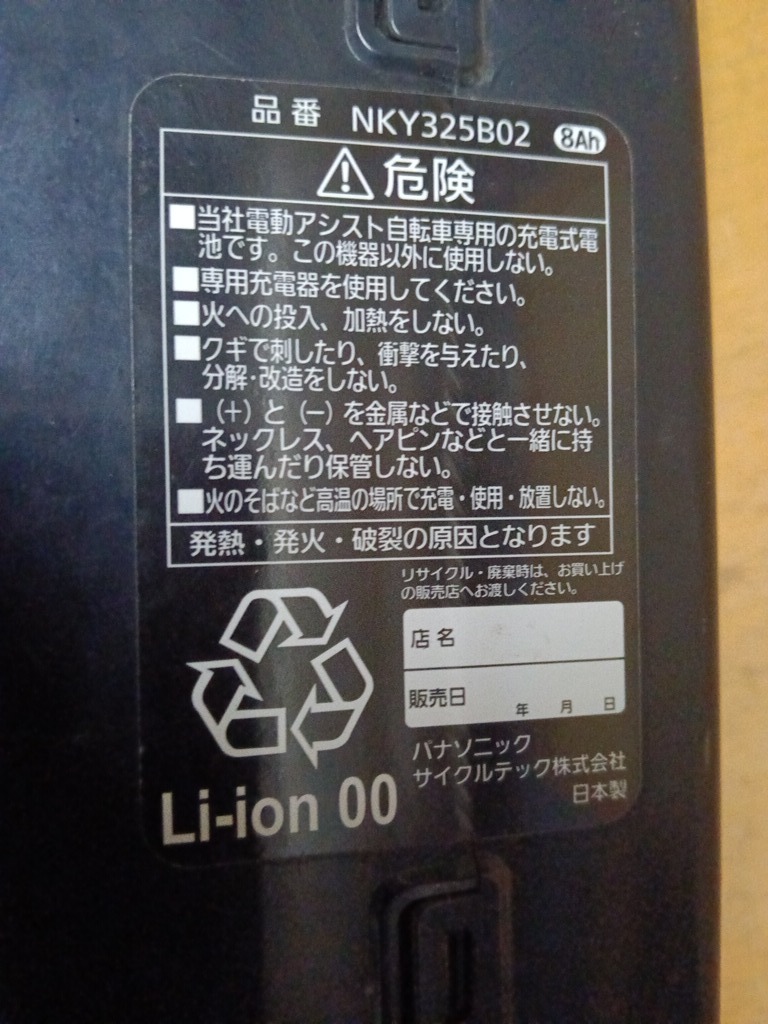 品番 NKY325B02 8Ah
危険
■当社電動アシスト自転車専用の充電式電
池です。この機器以外に使用しない。
■専用充電器を使用してください。
■火への投入、加熱をしない。
■クギで刺したり、衝撃を与えたり、
分解・改造をしない。
■（+）と（−）を金属などで接触させない。
ネックレス、ヘアピンなどと一緒に持
ち運んだり保管しない。
■火のそばなど高温の場所で充電・使用・放置しない。
発熱・発火・破裂の原因となります
リサイクル・廃棄時は、お買い上げ
の販売店へお渡しください。
店名
販売日 年 月 日
パナソニック
サイクルテック株式会社
日本製
Li-ion 00